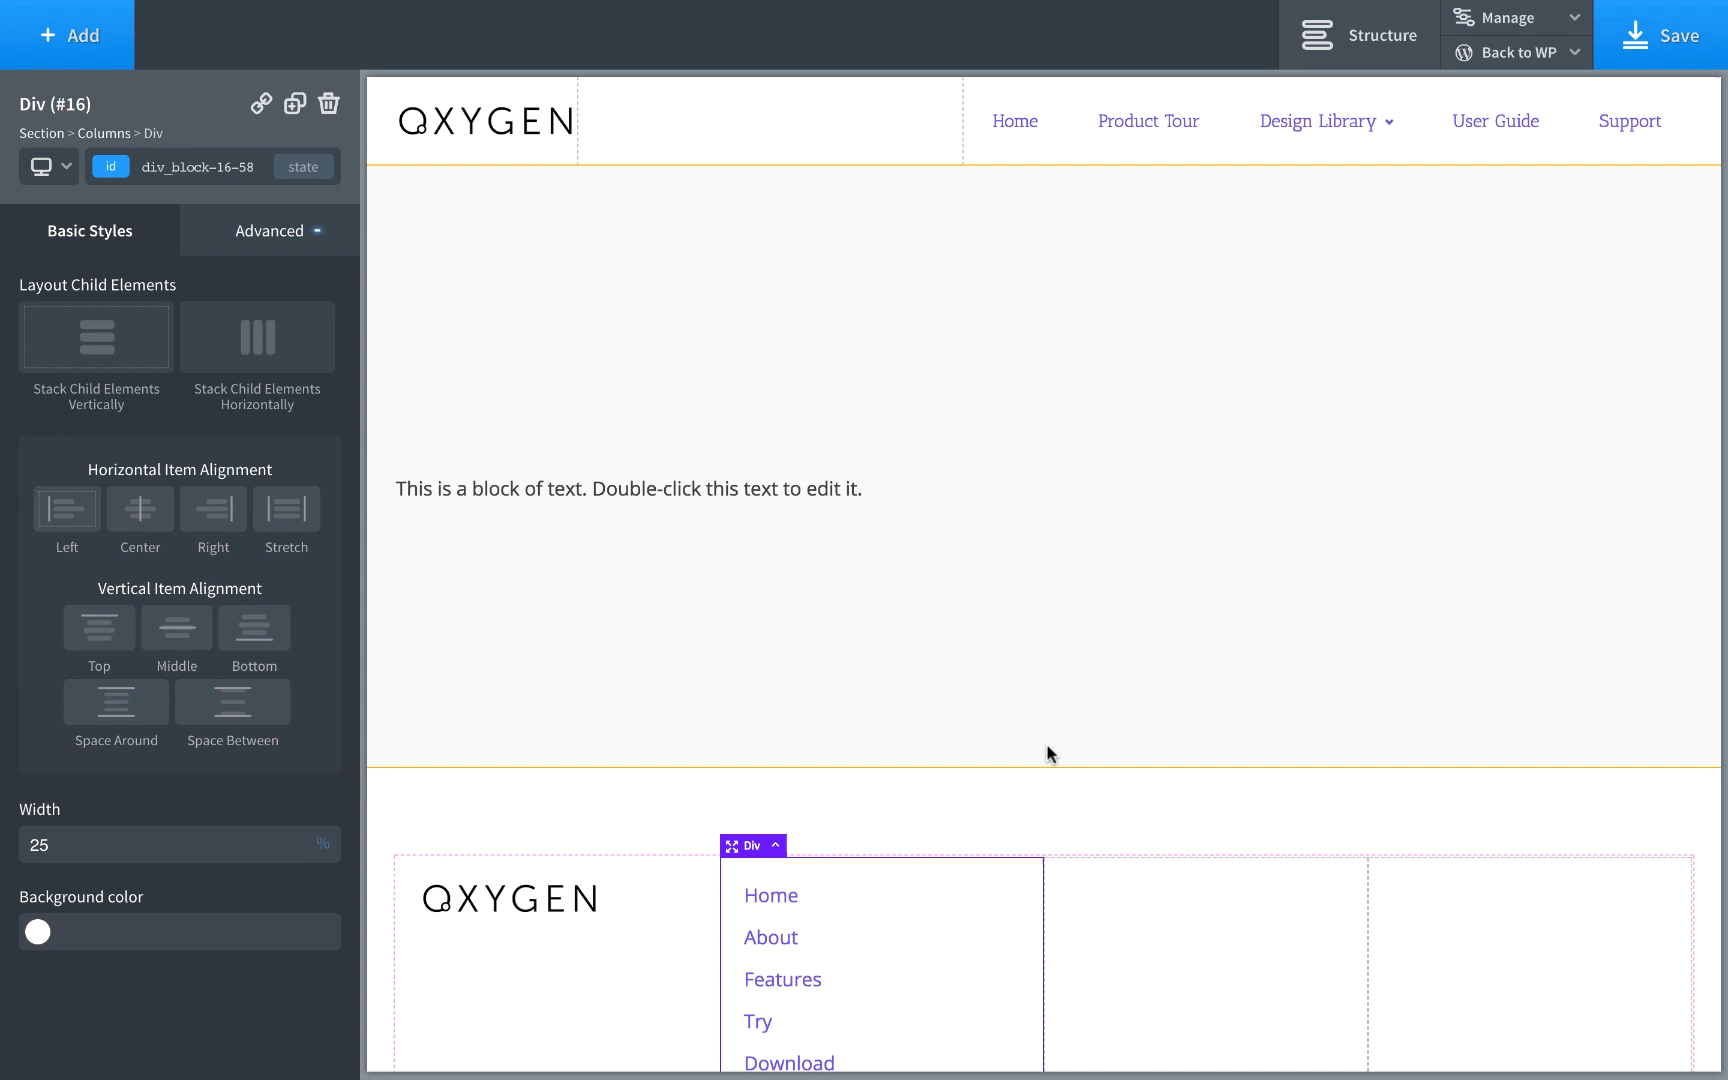 + Add
Structure
Manage
Back to WP
Save
Div (#16)
Section > Columns > Div
id div_block-16-58 state
Basic Styles
Advanced
Layout Child Elements
Stack Child Elements Vertically
Stack Child Elements Horizontally
Horizontal Item Alignment
Left Center Right Stretch
Vertical Item Alignment
Top Middle Bottom
Space Around Space Between
Width
25 %
Background color
OXYGEN
Home Product Tour Design Library User Guide Support
This is a block of text. Double-click this text to edit it.
Div
OXYGEN
Home
About
Features
Try
Download